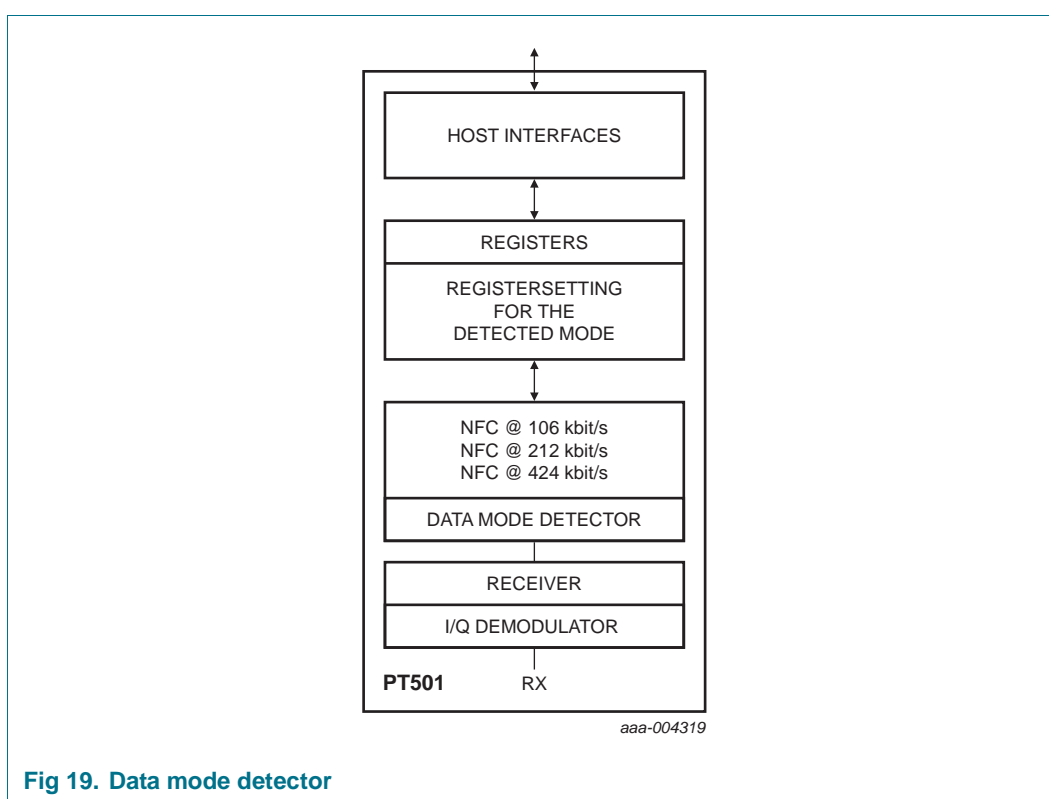 HOST INTERFACES
REGISTERS
REGISTERSETTING
FOR THE
DETECTED MODE
NFC @ 106 kbit/s
NFC @ 212 kbit/s
NFC @ 424 kbit/s
DATA MODE DETECTOR
RECEIVER
I/Q DEMODULATOR
PT501 RX
aaa-004319
Fig 19. Data mode detector